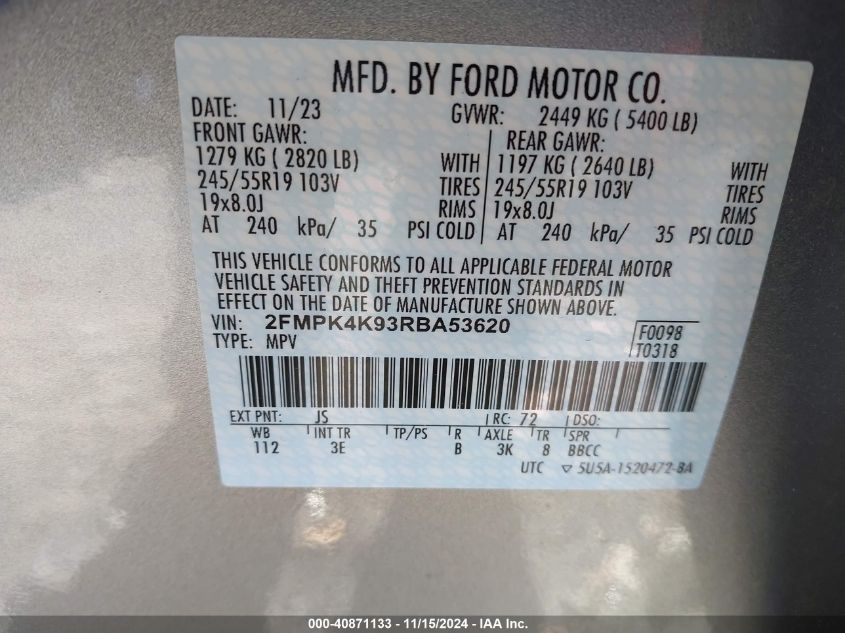 MFD. BY FORD MOTOR CO.
DATE: 11/23 GVWR: 2449 KG ( 5400 LB)
FRONT GAWR: REAR GAWR:
1279 KG ( 2820 LB) WITH 1197 KG ( 2640 LB) WITH
245/55R19 103V TIRES 245/55R19 103V TIRES
19x8.0J RIMS 19x8.0J RIMS
AT 240 kPa/ 35 PSI COLD AT 240 kPa/ 35 PSI COLD
THIS VEHICLE CONFORMS TO ALL APPLICABLE FEDERAL MOTOR
VEHICLE SAFETY AND THEFT PREVENTION STANDARDS IN
EFFECT ON THE DATE OF MANUFACTURE SHOWN ABOVE.
VIN: 2FMPK4K93RBA53620 F0098
TYPE: MPV T0318
EXT PNT: JS RC: 72 DSO:
WB INT TR TP/PS R AXLE TR SPR
112 3E B 3K 8 BBCC
UTC ▽ 5U5A-1520472-BA
000-40871133 - 11/15/2024 - IAA Inc.